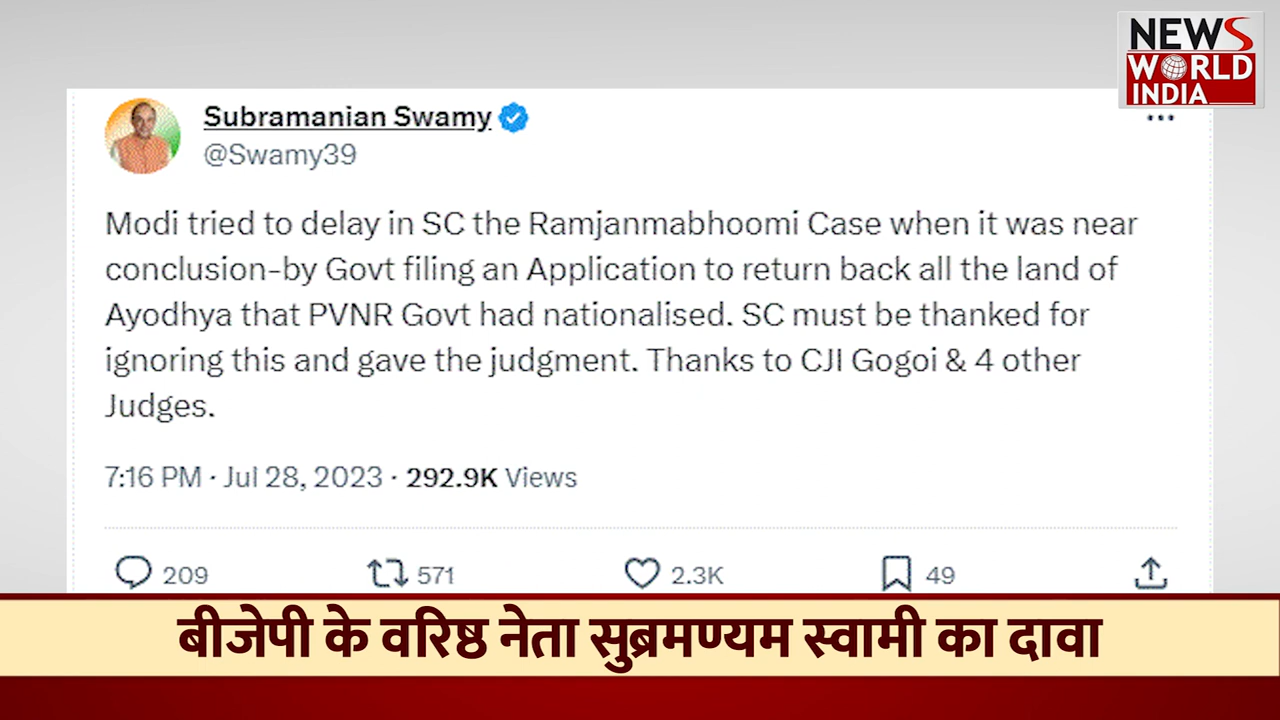 NEWS
WORLD
INDIA
Subramanian Swamy
@Swamy39
Modi tried to delay in SC the Ramjanmabhoomi Case when it was near
conclusion-by Govt filing an Application to return back all the land of
Ayodhya that PVNR Govt had nationalised. SC must be thanked for
ignoring this and gave the judgment. Thanks to CJI Gogoi & 4 other
Judges.
7:16 PM · Jul 28, 2023 · 292.9K Views
209 571 2.3K 49
बीजेपी के वरिष्ठ नेता सुब्रमण्यम स्वामी का दावा